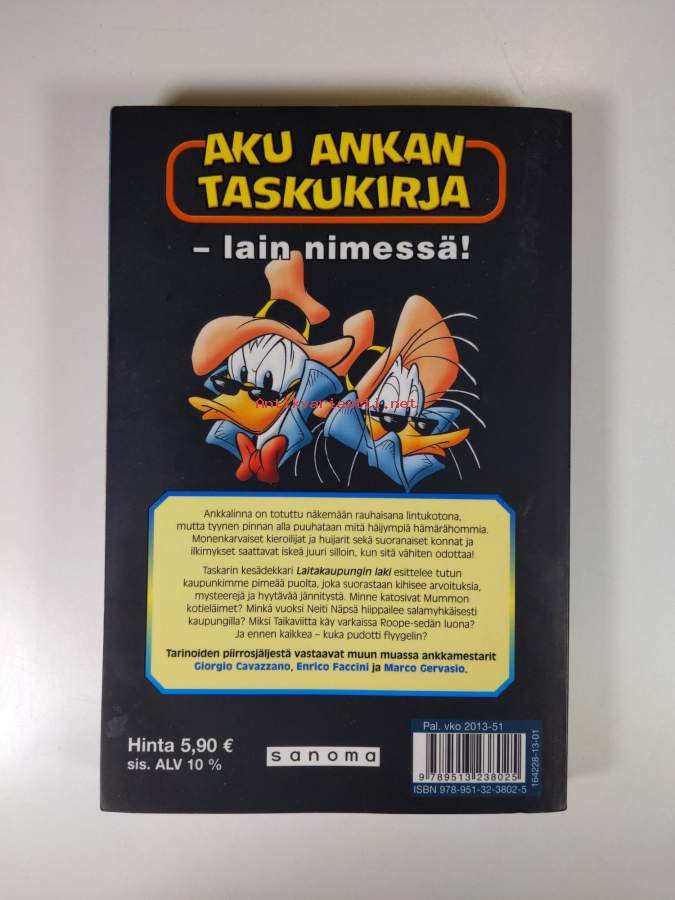 AKU ANKAN
TASKUKIRJA
– lain nimessä!
Antikvariaatit.net
Ankkalinna on totuttu näkemään rauhaisana lintukotona,
mutta tyynen pinnan alla puuhataan mitä häijympiä hämärähommia.
Monenkarvaiset kieroilijat ja huijarit sekä suoranaiset konnat ja
ilkimykset saattavat iskeä juuri silloin, kun sitä vähiten odottaa!
Taskarin kesädekkari Laitakaupungin laki esittelee tutun
kaupunkimme pimeää puolta, joka suorastaan kihisee arvoituksia,
mysteerejä ja hyytävää jännitystä. Minne katosivat Mummon
kotieläimet? Minkä vuoksi Neiti Näpsä hiippailee salamyhkäisesti
kaupungilla? Miksi Taikaviitta käy varkaissa Roope-sedän luona?
Ja ennen kaikkea – kuka pudotti flyygelin?
Tarinoiden piirrosjäljestä vastaavat muun muassa ankkamestarit
Giorgio Cavazzano, Enrico Faccini ja Marco Gervasio.
Hinta 5,90 €
sis. ALV 10 %
sanoma
Pal. vko 2013-51
9 789513 238025
ISBN 978-951-32-3802-5
164228-13-01